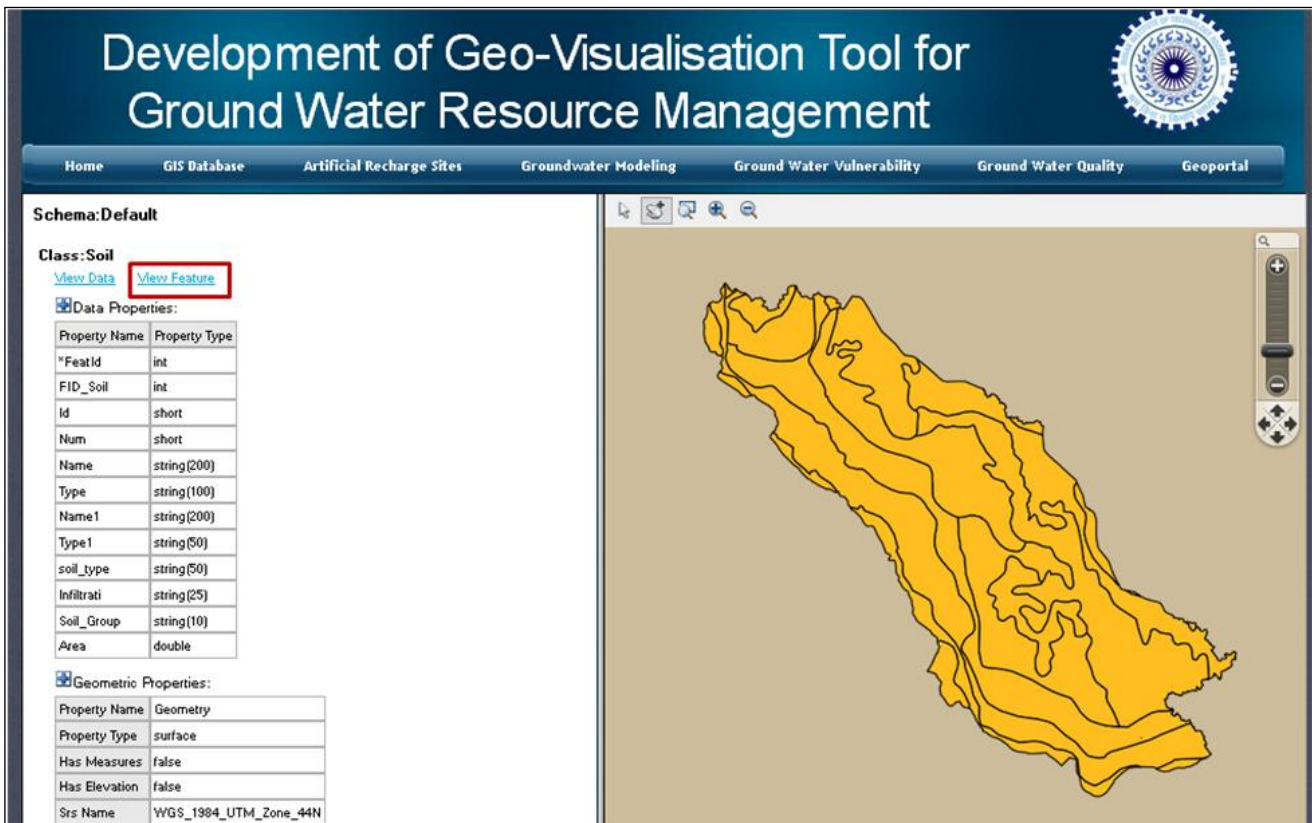 Development of Geo-Visualisation Tool for
Ground Water Resource Management
Home GIS Database Artificial Recharge Sites Groundwater Modeling Ground Water Vulnerability Ground Water Quality Geoportal
Schema:Default
Class:Soil
View Data View Feature
Data Properties:
Property Name Property Type
*FeatId int
FID_Soil int
Id short
Num short
Name string(200)
Type string(100)
Name1 string(200)
Type1 string(50)
soil_type string(50)
Infiltrati string(25)
Soil_Group string(10)
Area double
Geometric Properties:
Property Name Geometry
Property Type surface
Has Measures false
Has Elevation false
Srs Name WGS_1984_UTM_Zone_44N